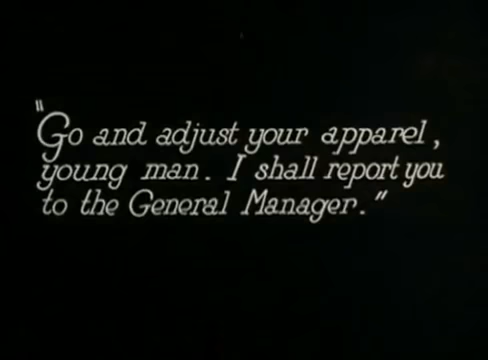 "Go and adjust your apparel,
young man. I shall report you
to the General Manager."